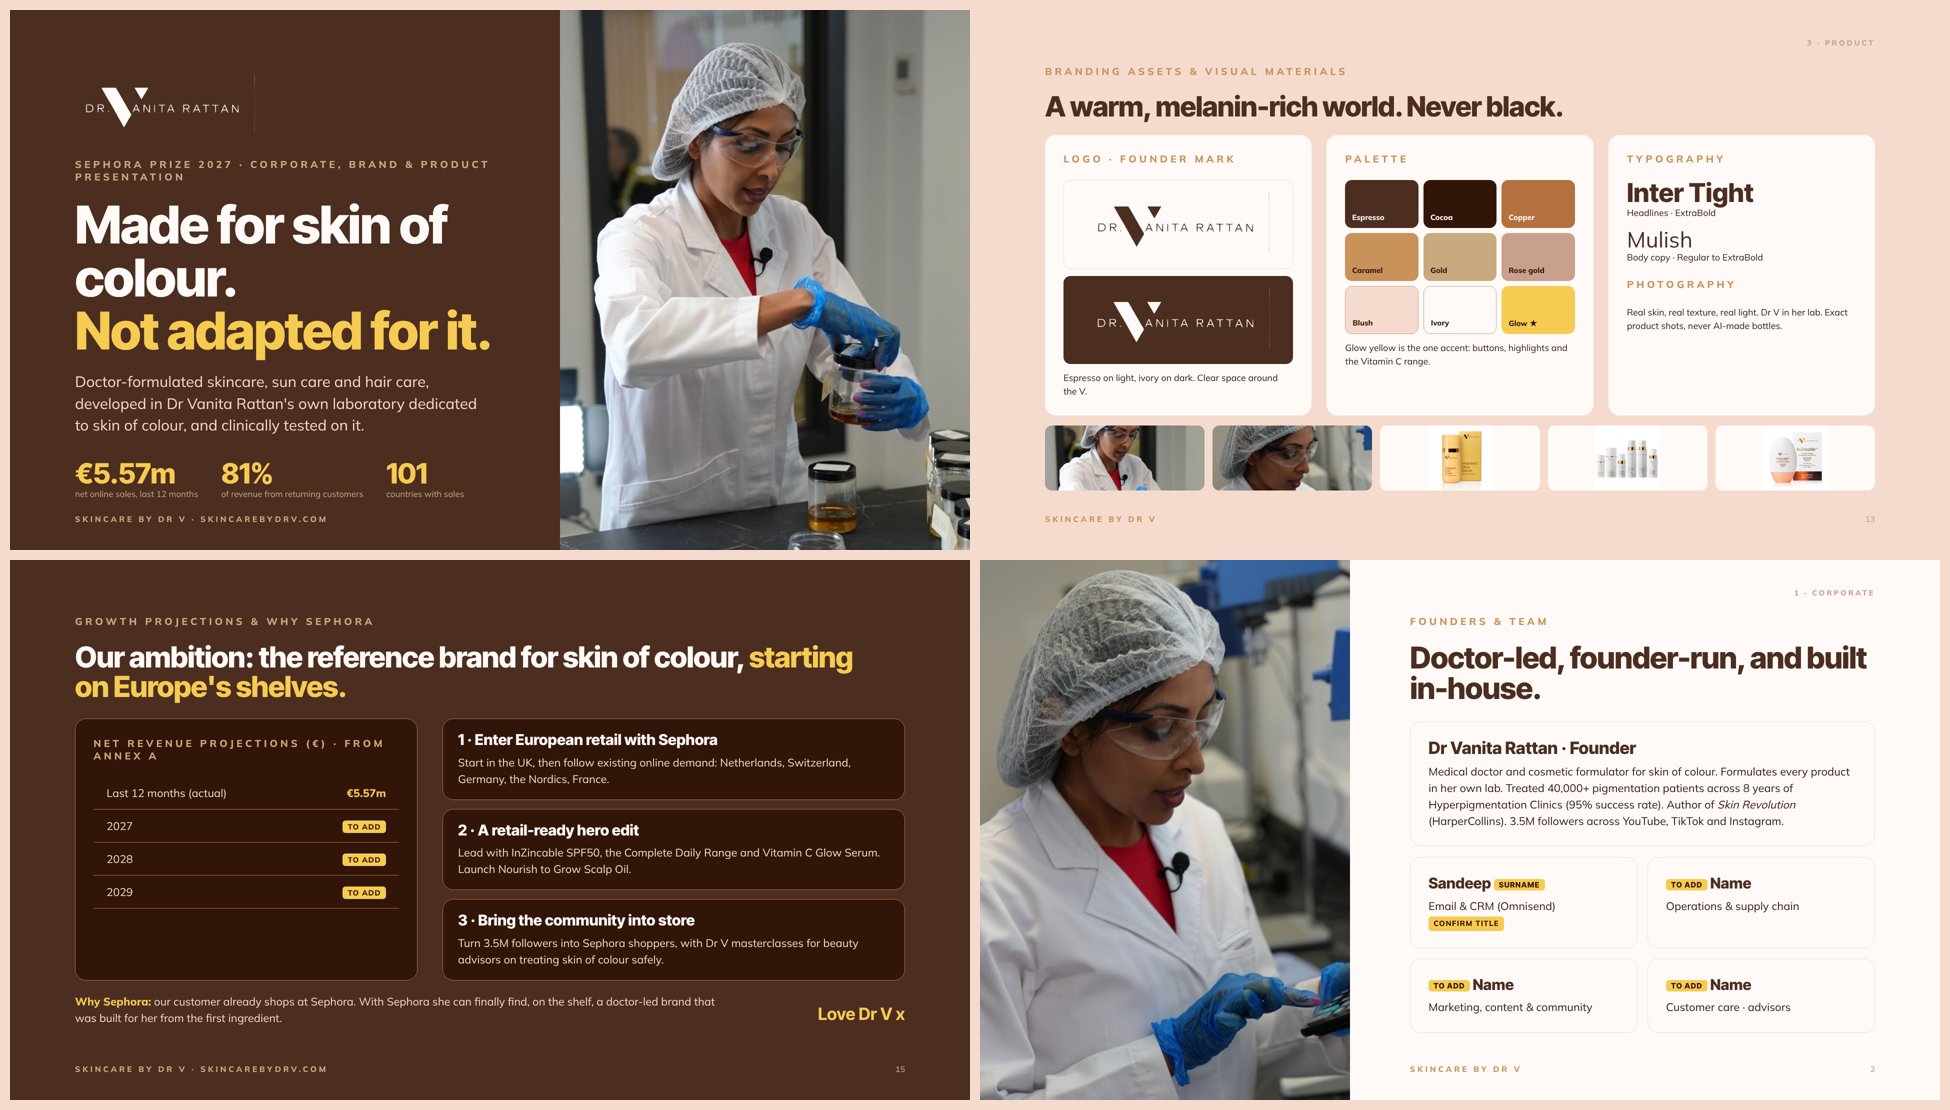 DR. VANITA RATTAN
SEPHORA PRIZE 2027 · CORPORATE, BRAND & PRODUCT
PRESENTATION
Made for skin of
colour.
Not adapted for it.
Doctor-formulated skincare, sun care and hair care,
developed in Dr Vanita Rattan's own laboratory dedicated
to skin of colour, and clinically tested on it.
€5.57m 81% 101
net online sales, last 12 months of revenue from returning customers countries with sales
SKINCARE BY DR V · SKINCAREBYDRV.COM
3 · PRODUCT
BRANDING ASSETS & VISUAL MATERIALS
A warm, melanin-rich world. Never black.
LOGO · FOUNDER MARK
DR. VANITA RATTAN
DR. VANITA RATTAN
Espresso on light, ivory on dark. Clear space around
the V.
PALETTE
Espresso Cocoa Copper
Caramel Gold Rose gold
Blush Ivory Glow ★
Glow yellow is the one accent: buttons, highlights and
the Vitamin C range.
TYPOGRAPHY
Inter Tight
Headlines · ExtraBold
Mulish
Body copy · Regular to ExtraBold
PHOTOGRAPHY
Real skin, real texture, real light. Dr V in her lab. Exact
product shots, never AI-made bottles.
SKINCARE BY DR V 13
GROWTH PROJECTIONS & WHY SEPHORA
Our ambition: the reference brand for skin of colour, starting
on Europe's shelves.
NET REVENUE PROJECTIONS (€) · FROM
ANNEX A
Last 12 months (actual) €5.57m
2027 TO ADD
2028 TO ADD
2029 TO ADD
1 · Enter European retail with Sephora
Start in the UK, then follow existing online demand: Netherlands, Switzerland,
Germany, the Nordics, France.
2 · A retail-ready hero edit
Lead with InZincable SPF50, the Complete Daily Range and Vitamin C Glow Serum.
Launch Nourish to Grow Scalp Oil.
3 · Bring the community into store
Turn 3.5M followers into Sephora shoppers, with Dr V masterclasses for beauty
advisors on treating skin of colour safely.
Why Sephora: our customer already shops at Sephora. With Sephora she can finally find, on the shelf, a doctor-led brand that
was built for her from the first ingredient.
Love Dr V x
SKINCARE BY DR V · SKINCAREBYDRV.COM 15
1 · CORPORATE
FOUNDERS & TEAM
Doctor-led, founder-run, and built
in-house.
Dr Vanita Rattan · Founder
Medical doctor and cosmetic formulator for skin of colour. Formulates every product
in her own lab. Treated 40,000+ pigmentation patients across 8 years of
Hyperpigmentation Clinics (95% success rate). Author of Skin Revolution
(HarperCollins). 3.5M followers across YouTube, TikTok and Instagram.
Sandeep SURNAME
Email & CRM (Omnisend)
CONFIRM TITLE
TO ADD Name
Operations & supply chain
TO ADD Name
Marketing, content & community
TO ADD Name
Customer care · advisors
SKINCARE BY DR V 2